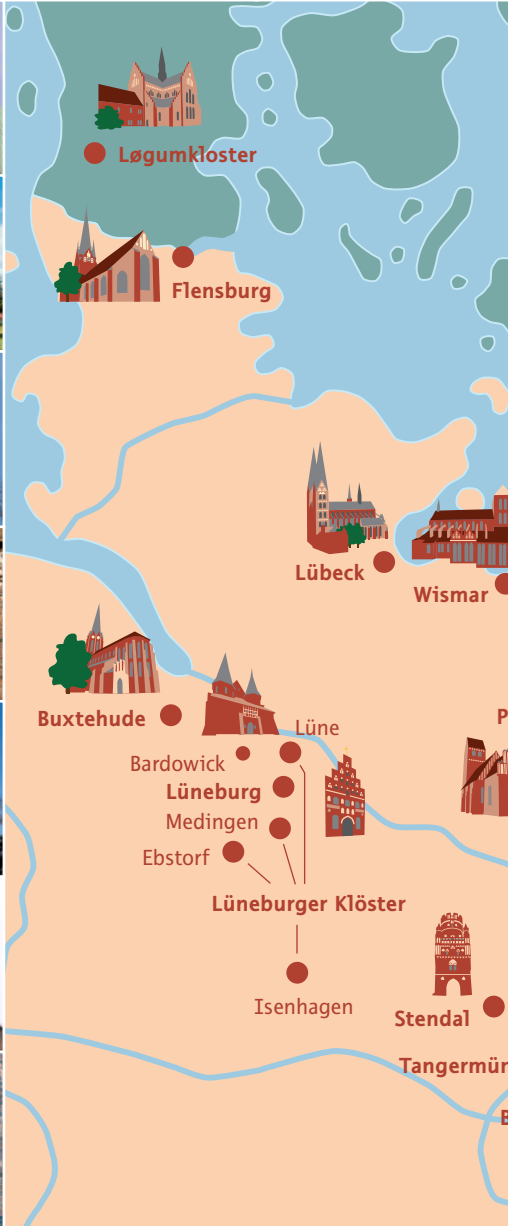 Løgumkloster
Flensburg
Lübeck
Wismar
Buxtehude
Lüne
Bardowick
Lüneburg
Medingen
Ebstorf
Lüneburger Klöster
Isenhagen
Stendal